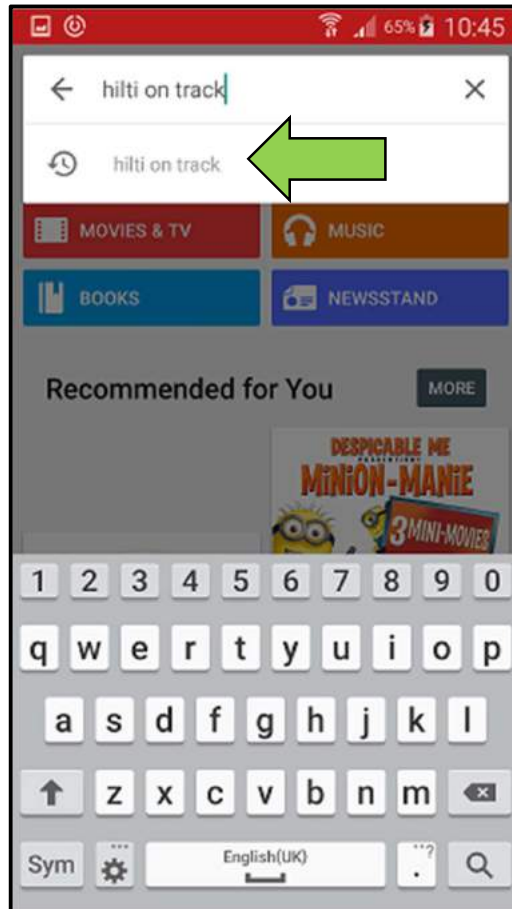 65% 10:45
hilti on track
hilti on track
MOVIES & TV MUSIC
BOOKS NEWSSTAND
Recommended for You MORE
DESPICABLE ME
MINION-MANIE
3 MINI-MOVIES
1 2 3 4 5 6 7 8 9 0
q w e r t y u i o p
a s d f g h j k l
z x c v b n m
Sym English(UK) . ...?